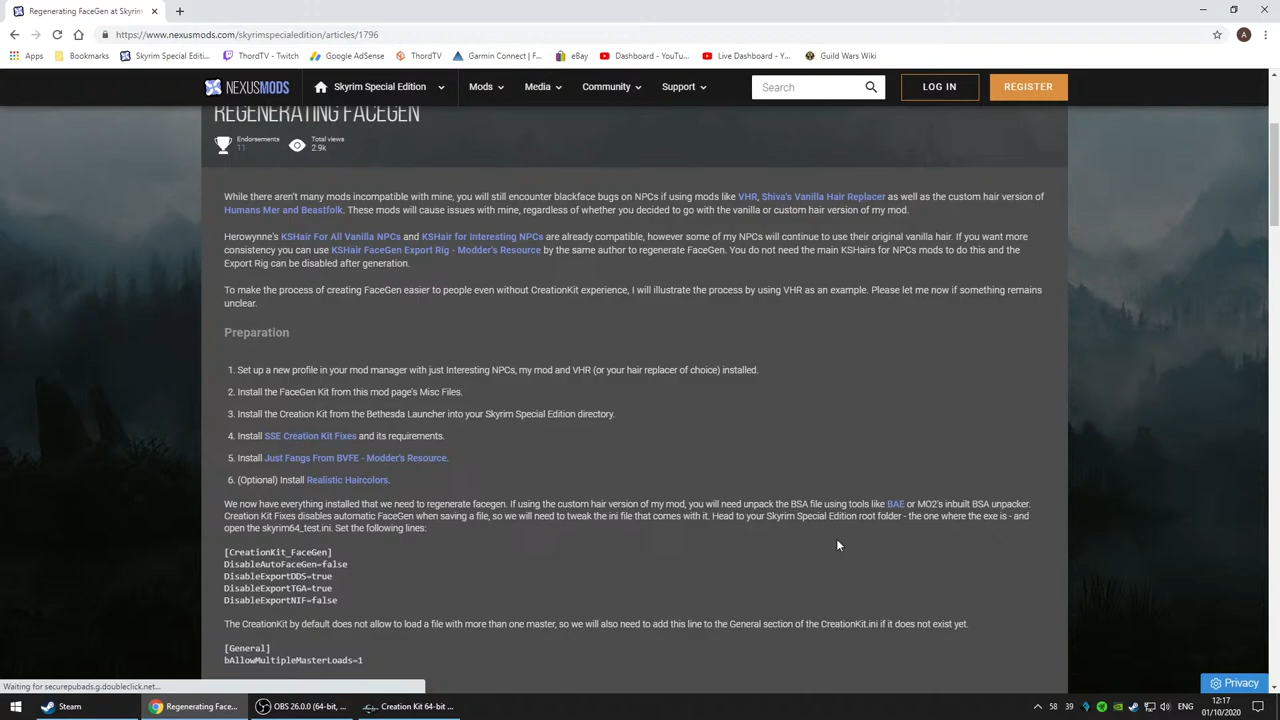 Regenerating FaceGen at Skyrim
https://www.nexusmods.com/skyrimspecialedition/articles/1796
A
Apps
Bookmarks
Skyrim Special Editi...
ThordTV - Twitch
Google AdSense
ThordTV
Garmin Connect | F...
eBay
Dashboard - YouTu...
Live Dashboard - Y...
Guild Wars Wiki
NEXUSMODS
Skyrim Special Edition
Mods
Media
Community
Support
Search
LOG IN
REGISTER
REGENERATING FACEGEN
Endorsements
11
Total views
2.9k
While there aren't many mods incompatible with mine, you will still encounter blackface bugs on NPCs if using mods like VHR, Shiva's Vanilla Hair Replacer as well as the custom hair version of
Humans Mer and Beastfolk. These mods will cause issues with mine, regardless of whether you decided to go with the vanilla or custom hair version of my mod.
Herowynne's KSHair For All Vanilla NPCs and KSHair for Interesting NPCs are already compatible, however some of my NPCs will continue to use their original vanilla hair. If you want more
consistency you can use KSHair FaceGen Export Rig - Modder's Resource by the same author to regenerate FaceGen. You do not need the main KSHairs for NPCs mods to do this and the
Export Rig can be disabled after generation.
To make the process of creating FaceGen easier to people even without CreationKit experience, I will illustrate the process by using VHR as an example. Please let me now if something remains
unclear.
Preparation
1. Set up a new profile in your mod manager with just Interesting NPCs, my mod and VHR (or your hair replacer of choice) installed.
2. Install the FaceGen Kit from this mod page's Misc Files.
3. Install the Creation Kit from the Bethesda Launcher into your Skyrim Special Edition directory.
4. Install SSE Creation Kit Fixes and its requirements.
5. Install Just Fangs From BVFE - Modder's Resource.
6. (Optional) Install Realistic Haircolors.
We now have everything installed that we need to regenerate facegen. If using the custom hair version of my mod, you will need unpack the BSA file using tools like BAE or MO2's inbuilt BSA unpacker.
Creation Kit Fixes disables automatic FaceGen when saving a file, so we will need to tweak the ini file that comes with it. Head to your Skyrim Special Edition root folder - the one where the exe is - and
open the skyrim64_test.ini. Set the following lines:
[CreationKit_FaceGen]
DisableAutoFaceGen=false
DisableExportDDS=true
DisableExportTGA=true
DisableExportNIF=false
The CreationKit by default does not allow to load a file with more than one master, so we will also need to add this line to the General section of the CreationKit.ini if it does not exist yet.
[General]
bAllowMultipleMasterLoads=1
Privacy
Waiting for securepubads.g.doubleclick.net...
Steam
Regenerating Face...
OBS 26.0.0 (64-bit, ...
Creation Kit 64-bit ...
58
39
ENG
12:17
01/10/2020